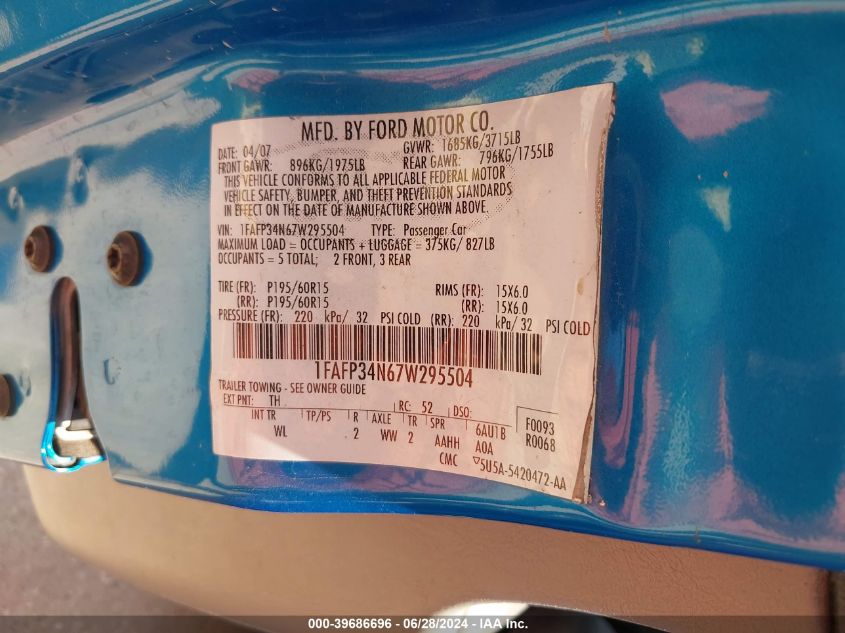 MFD. BY FORD MOTOR CO.
DATE: 04/07 GVWR: 1685KG/3715LB
FRONT GAWR: 896KG/1975LB REAR GAWR: 796KG/1755LB
THIS VEHICLE CONFORMS TO ALL APPLICABLE FEDERAL MOTOR
VEHICLE SAFETY, BUMPER, AND THEFT PREVENTION STANDARDS
IN EFFECT ON THE DATE OF MANUFACTURE SHOWN ABOVE.
VIN: 1FAFP34N67W295504 TYPE: Passenger Car
MAXIMUM LOAD = OCCUPANTS + LUGGAGE = 375KG/ 827LB
OCCUPANTS = 5 TOTAL; 2 FRONT, 3 REAR
TIRE (FR): P195/60R15 RIMS (FR): 15X6.0
(RR): P195/60R15 (RR): 15X6.0
PRESSURE (FR): 220 kPa/ 32 PSI COLD (RR): 220 kPa/ 32 PSI COLD
1FAFP34N67W295504
TRAILER TOWING - SEE OWNER GUIDE
EXT PNT: TH RC: 52 DSO:
INT TR TP/PS R AXLE TR SPR 6AU1B F0093
WL 2 WW 2 AAHH AOA R0068
CMC ▽5U5A-5420472-AA
000-39686696 / 06/28/2024 / IAA Inc.